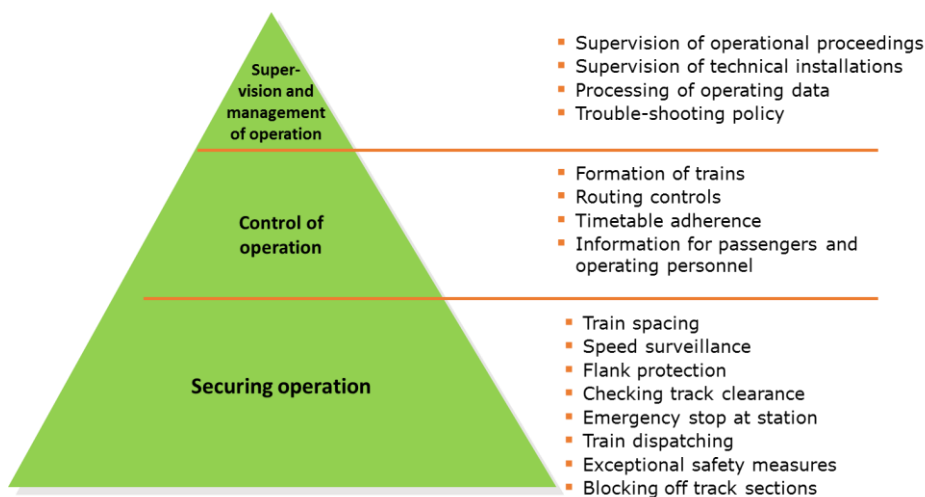 Super-
vision and
management
of operation
Supervision of operational proceedings
Supervision of technical installations
Processing of operating data
Trouble-shooting policy
Control of
operation
Formation of trains
Routing controls
Timetable adherence
Information for passengers and
operating personnel
Securing operation
Train spacing
Speed surveillance
Flank protection
Checking track clearance
Emergency stop at station
Train dispatching
Exceptional safety measures
Blocking off track sections